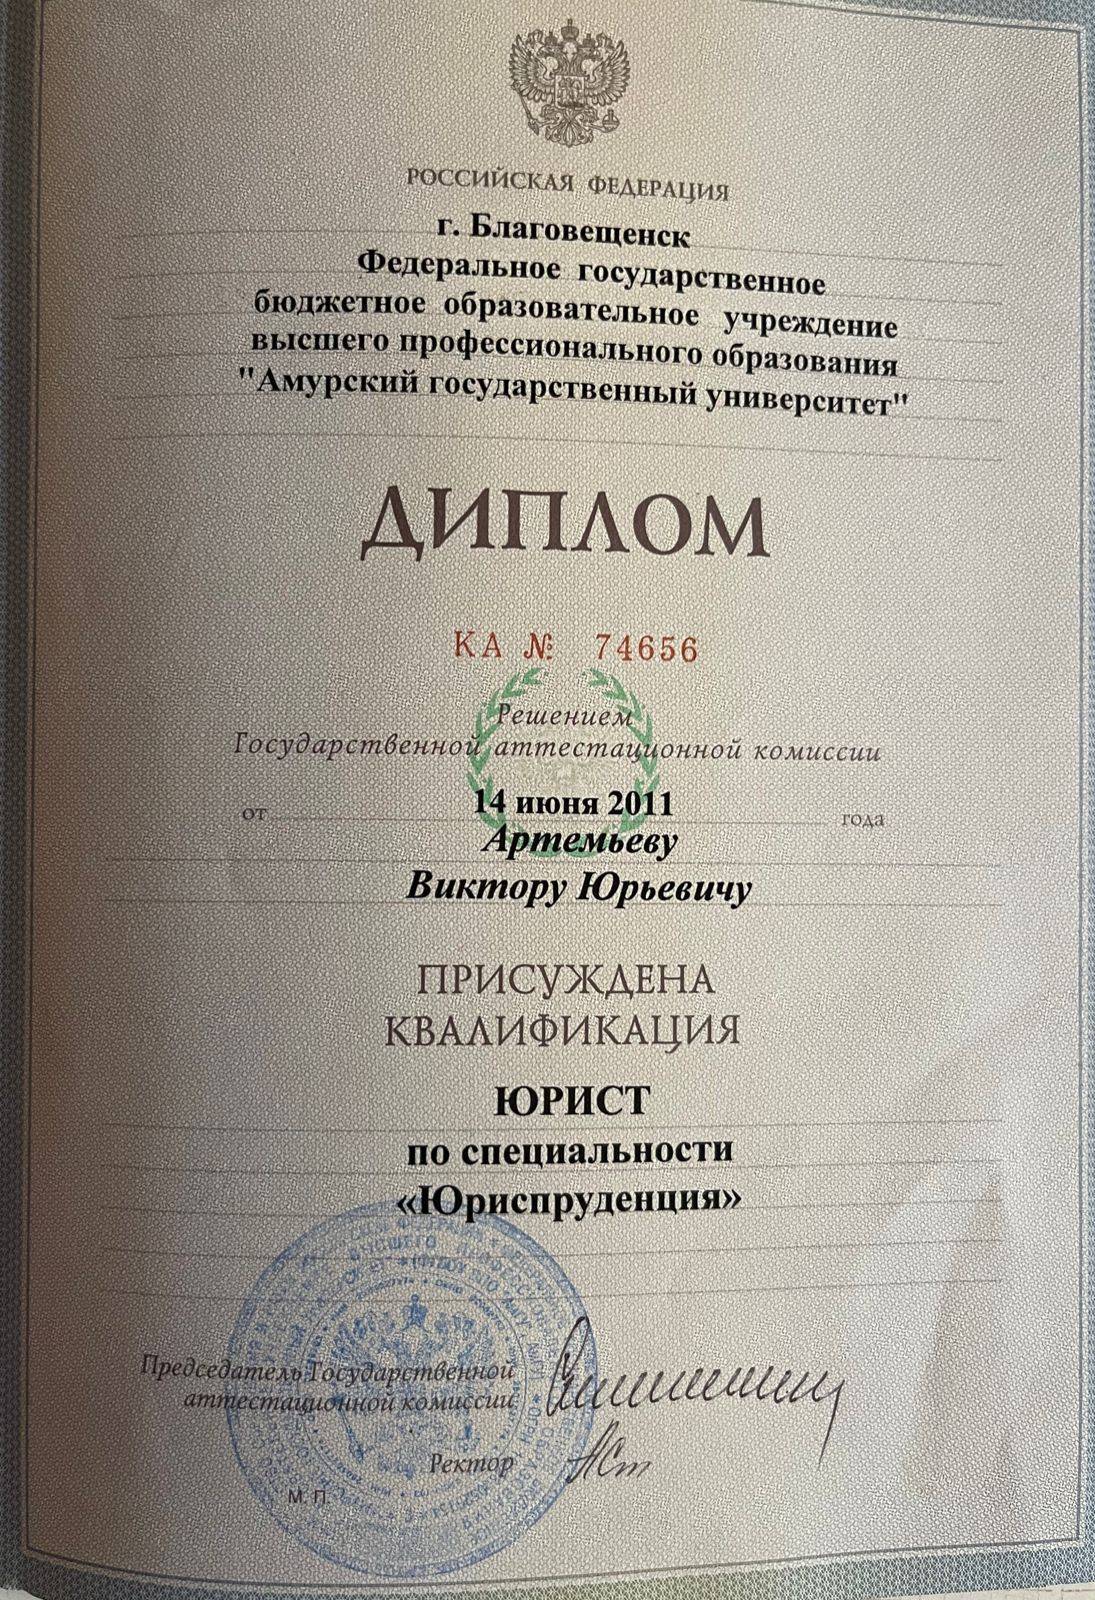 РОССИЙСКАЯ ФЕДЕРАЦИЯ
г. Благовещенск
Федеральное государственное
бюджетное образовательное учреждение
высшего профессионального образования
"Амурский государственный университет"
ДИПЛОМ
КА № 74656
Решением
Государственной аттестационной комиссии
от 14 июня 2011 года
Артемьеву
Виктору Юрьевичу
ПРИСУЖДЕНА
КВАЛИФИКАЦИЯ
ЮРИСТ
по специальности
«Юриспруденция»
Председатель Государственной
аттестационной комиссии
Ректор
М. П.